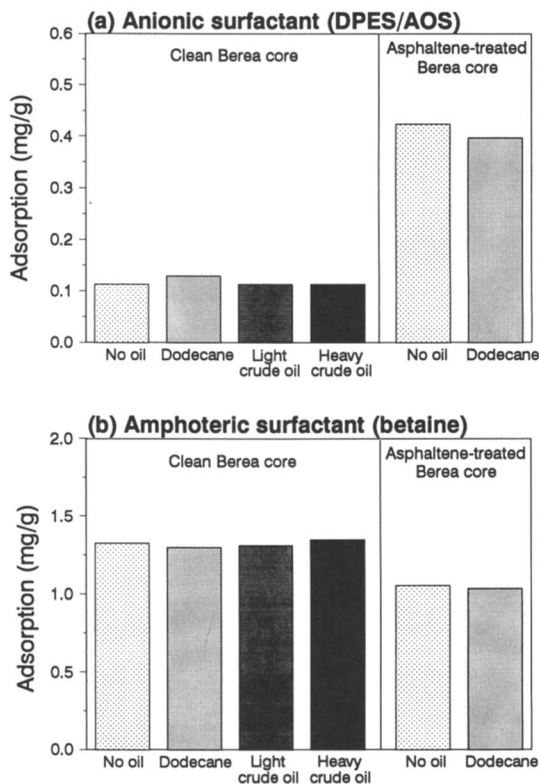 (a) Anionic surfactant (DPES/AOS)
Adsorption (mg/g)
0.6
0.5
0.4
0.3
0.2
0.1
0.0
Clean Berea core
Asphaltene-treated
Berea core
No oil Dodecane Light Heavy No oil Dodecane
crude oil crude oil
(b) Amphoteric surfactant (betaine)
Adsorption (mg/g)
2.0
1.5
1.0
0.5
0.0
Clean Berea core
Asphaltene-treated
Berea core
No oil Dodecane Light Heavy No oil Dodecane
crude oil crude oil